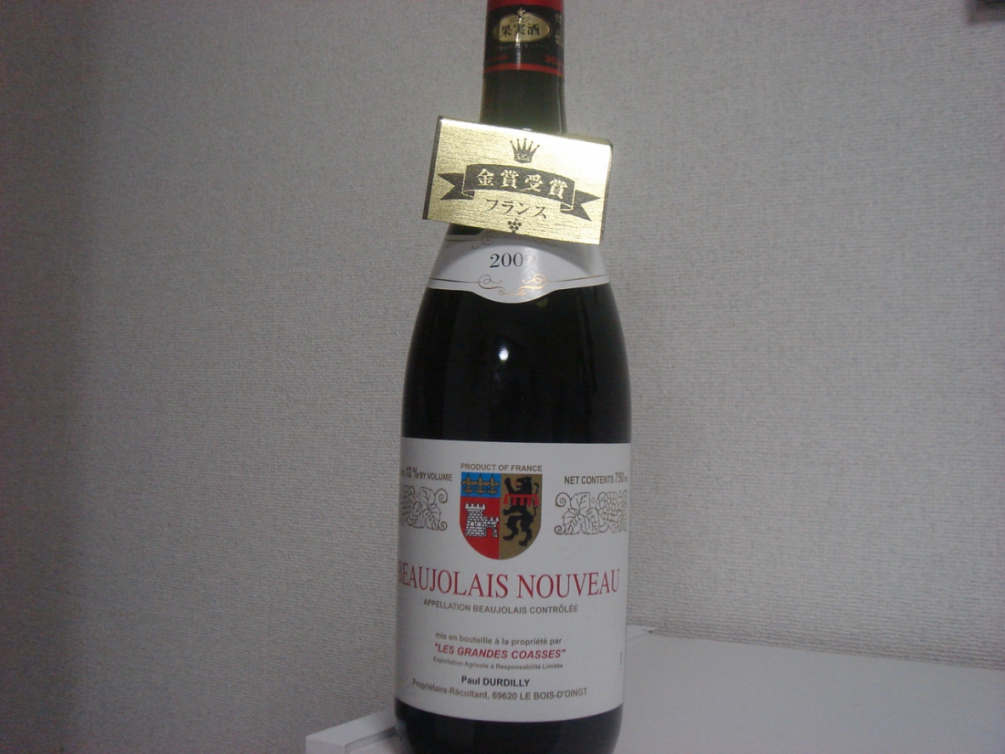 果実酒
金賞受賞
フランス
PRODUCT OF FRANCE
12 % BY VOLUME
NET CONTENTS 750
BEAUJOLAIS NOUVEAU
APPELLATION BEAUJOLAIS CONTRÔLÉE
mis en bouteille à la propriété par
"LES GRANDES COASSES"
Exploitation Agricole à Responsabilité Limitée
Paul DURDILLY
Propriétaire-Récoltant, 69620 LE BOIS-D'OINGT